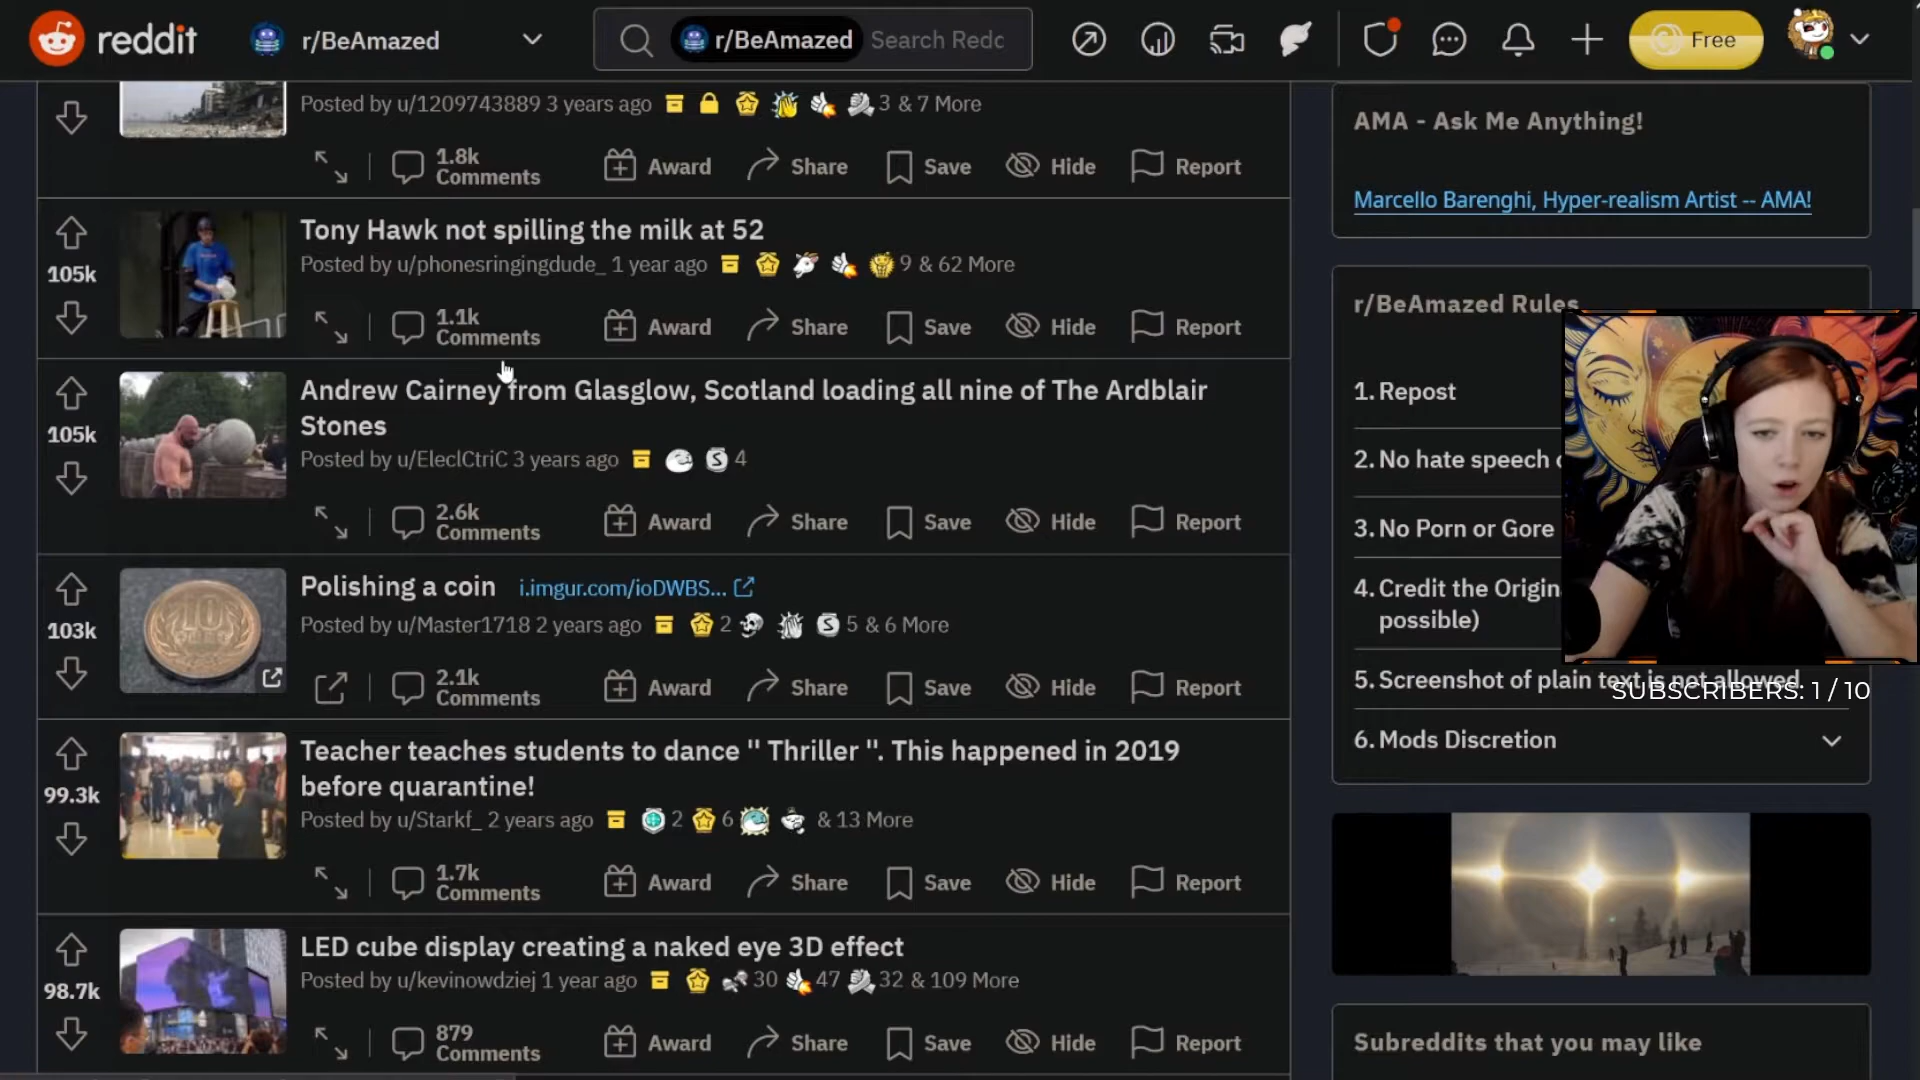 reddit r/BeAmazed r/BeAmazed Search Redc Free
Posted by u/1209743889 3 years ago 3 & 7 More
1.8k Comments Award Share Save Hide Report
105k
Tony Hawk not spilling the milk at 52
Posted by u/phonesringingdude_ 1 year ago 9 & 62 More
1.1k Comments Award Share Save Hide Report
105k
Andrew Cairney from Glasglow, Scotland loading all nine of The Ardblair
Stones
Posted by u/EleclCtriC 3 years ago 4
2.6k Comments Award Share Save Hide Report
103k
Polishing a coin i.imgur.com/ioDWBS...
Posted by u/Master1718 2 years ago 2 5 & 6 More
2.1k Comments Award Share Save Hide Report
99.3k
Teacher teaches students to dance " Thriller ". This happened in 2019
before quarantine!
Posted by u/Starkf_ 2 years ago 2 6 & 13 More
1.7k Comments Award Share Save Hide Report
98.7k
LED cube display creating a naked eye 3D effect
Posted by u/kevinowdziej 1 year ago 30 47 32 & 109 More
879 Comments Award Share Save Hide Report
AMA - Ask Me Anything!
Marcello Barenghi, Hyper-realism Artist -- AMA!
r/BeAmazed Rules
1. Repost
2. No hate speech
3. No Porn or Gore
4. Credit the Origin
possible)
5. Screenshot of plain text is not allowed
SUBSCRIBERS: 1 / 10
6. Mods Discretion
Subreddits that you may like